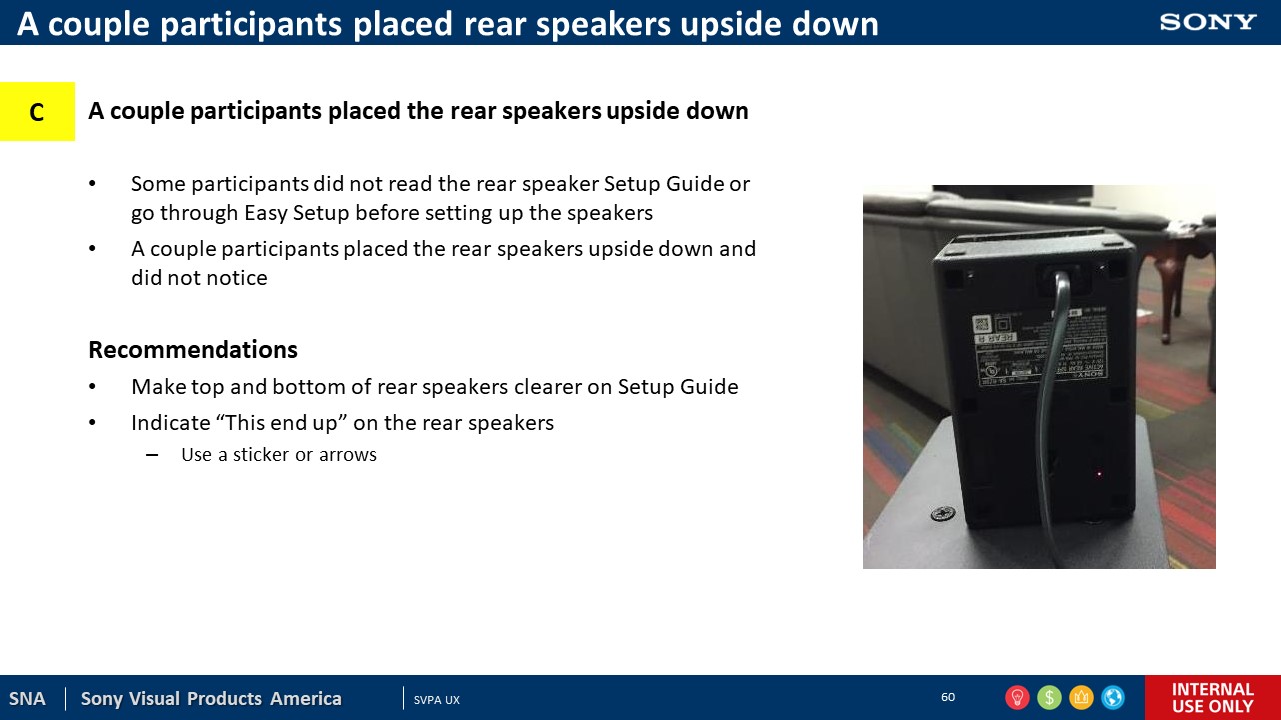 A couple participants placed rear speakers upside down
SONY
C
A couple participants placed the rear speakers upside down
• Some participants did not read the rear speaker Setup Guide or
go through Easy Setup before setting up the speakers
• A couple participants placed the rear speakers upside down and
did not notice
Recommendations
• Make top and bottom of rear speakers clearer on Setup Guide
• Indicate “This end up” on the rear speakers
– Use a sticker or arrows
REAR R
SONY
SNA
Sony Visual Products America
SVPA UX
60
INTERNAL
USE ONLY